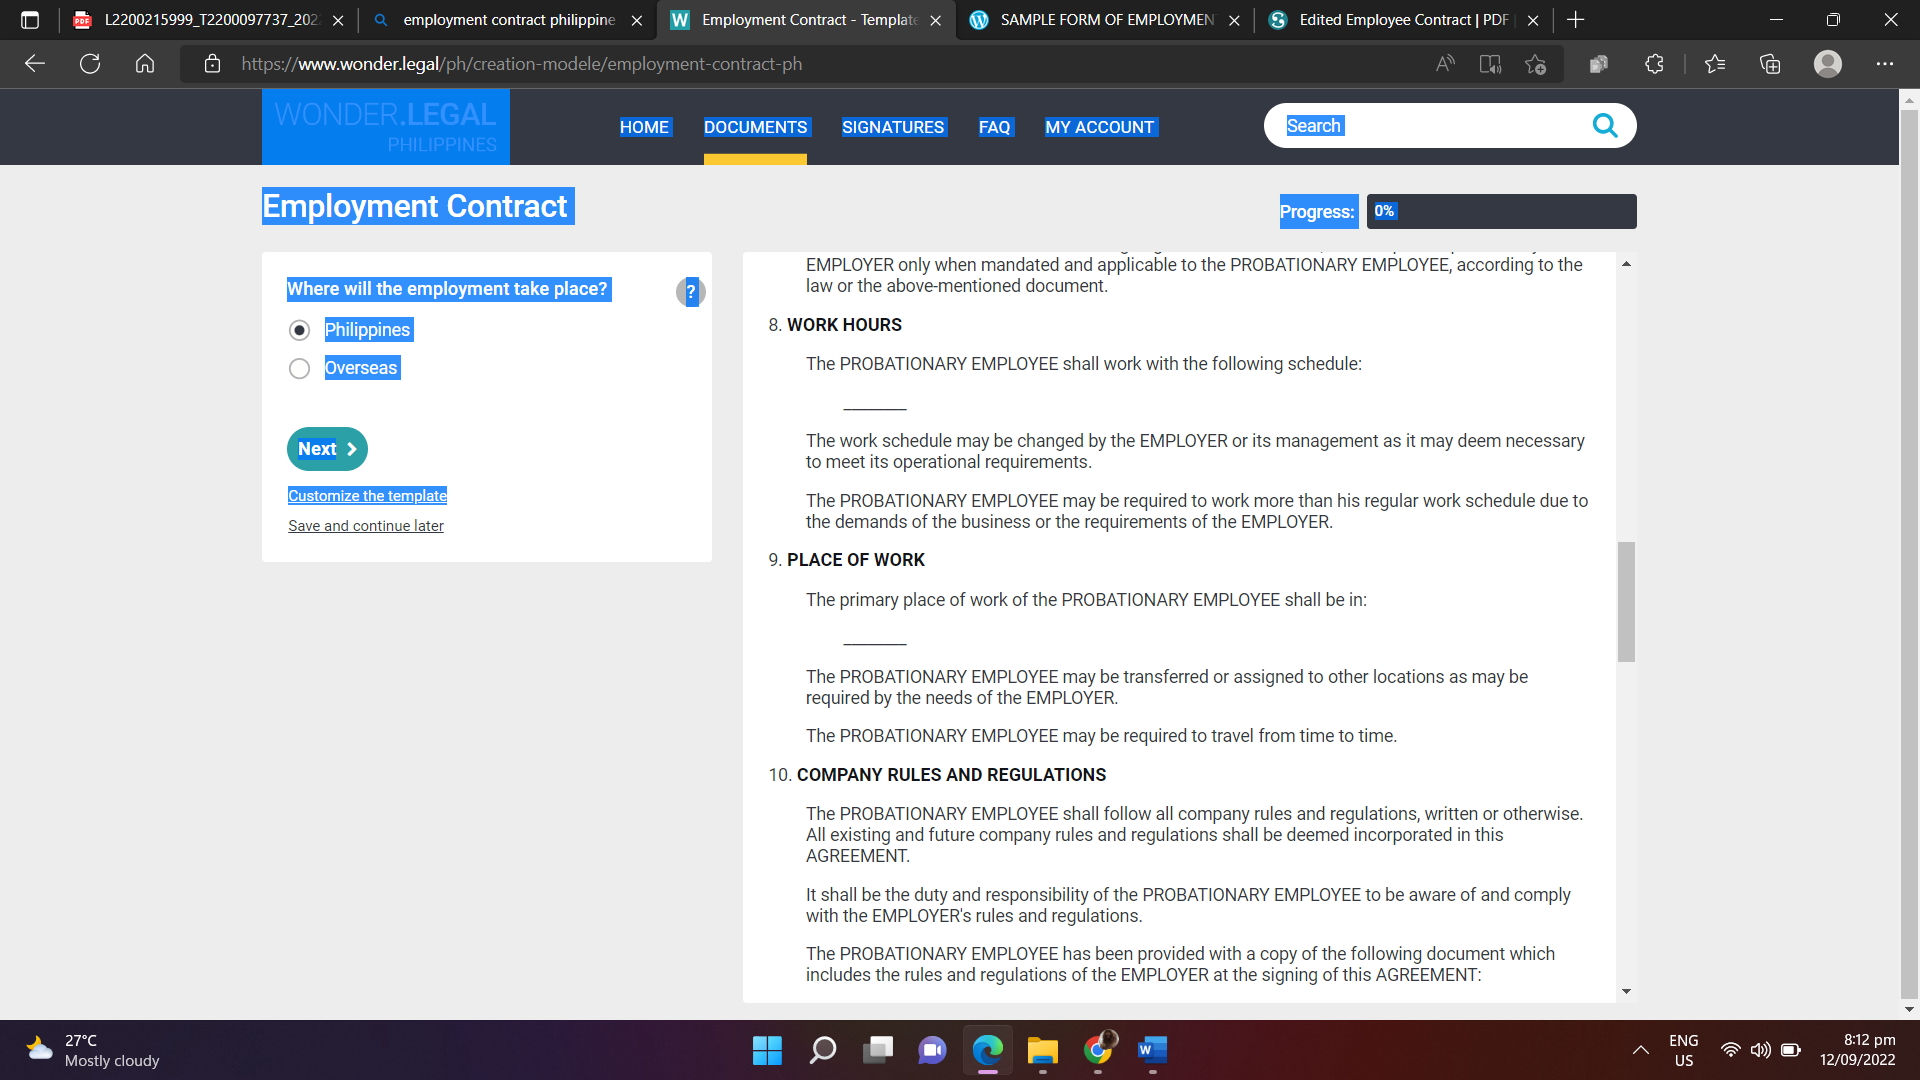 L2200215999_T2200097737_202
employment contract philippine
Employment Contract - Template
SAMPLE FORM OF EMPLOYMENT
Edited Employee Contract | PDF
https://www.wonder.legal/ph/creation-modele/employment-contract-ph
WONDER.LEGAL
PHILIPPINES
HOME
DOCUMENTS
SIGNATURES
FAQ
MY ACCOUNT
Search
Employment Contract
Progress:
0%
Where will the employment take place?
?
Philippines
Overseas
Next
Customize the template
Save and continue later
EMPLOYER only when mandated and applicable to the PROBATIONARY EMPLOYEE, according to the
law or the above-mentioned document.
8. WORK HOURS
The PROBATIONARY EMPLOYEE shall work with the following schedule:
________
The work schedule may be changed by the EMPLOYER or its management as it may deem necessary
to meet its operational requirements.
The PROBATIONARY EMPLOYEE may be required to work more than his regular work schedule due to
the demands of the business or the requirements of the EMPLOYER.
9. PLACE OF WORK
The primary place of work of the PROBATIONARY EMPLOYEE shall be in:
________
The PROBATIONARY EMPLOYEE may be transferred or assigned to other locations as may be
required by the needs of the EMPLOYER.
The PROBATIONARY EMPLOYEE may be required to travel from time to time.
10. COMPANY RULES AND REGULATIONS
The PROBATIONARY EMPLOYEE shall follow all company rules and regulations, written or otherwise.
All existing and future company rules and regulations shall be deemed incorporated in this
AGREEMENT.
It shall be the duty and responsibility of the PROBATIONARY EMPLOYEE to be aware of and comply
with the EMPLOYER's rules and regulations.
The PROBATIONARY EMPLOYEE has been provided with a copy of the following document which
includes the rules and regulations of the EMPLOYER at the signing of this AGREEMENT:
27°C
Mostly cloudy
ENG
US
8:12 pm
12/09/2022